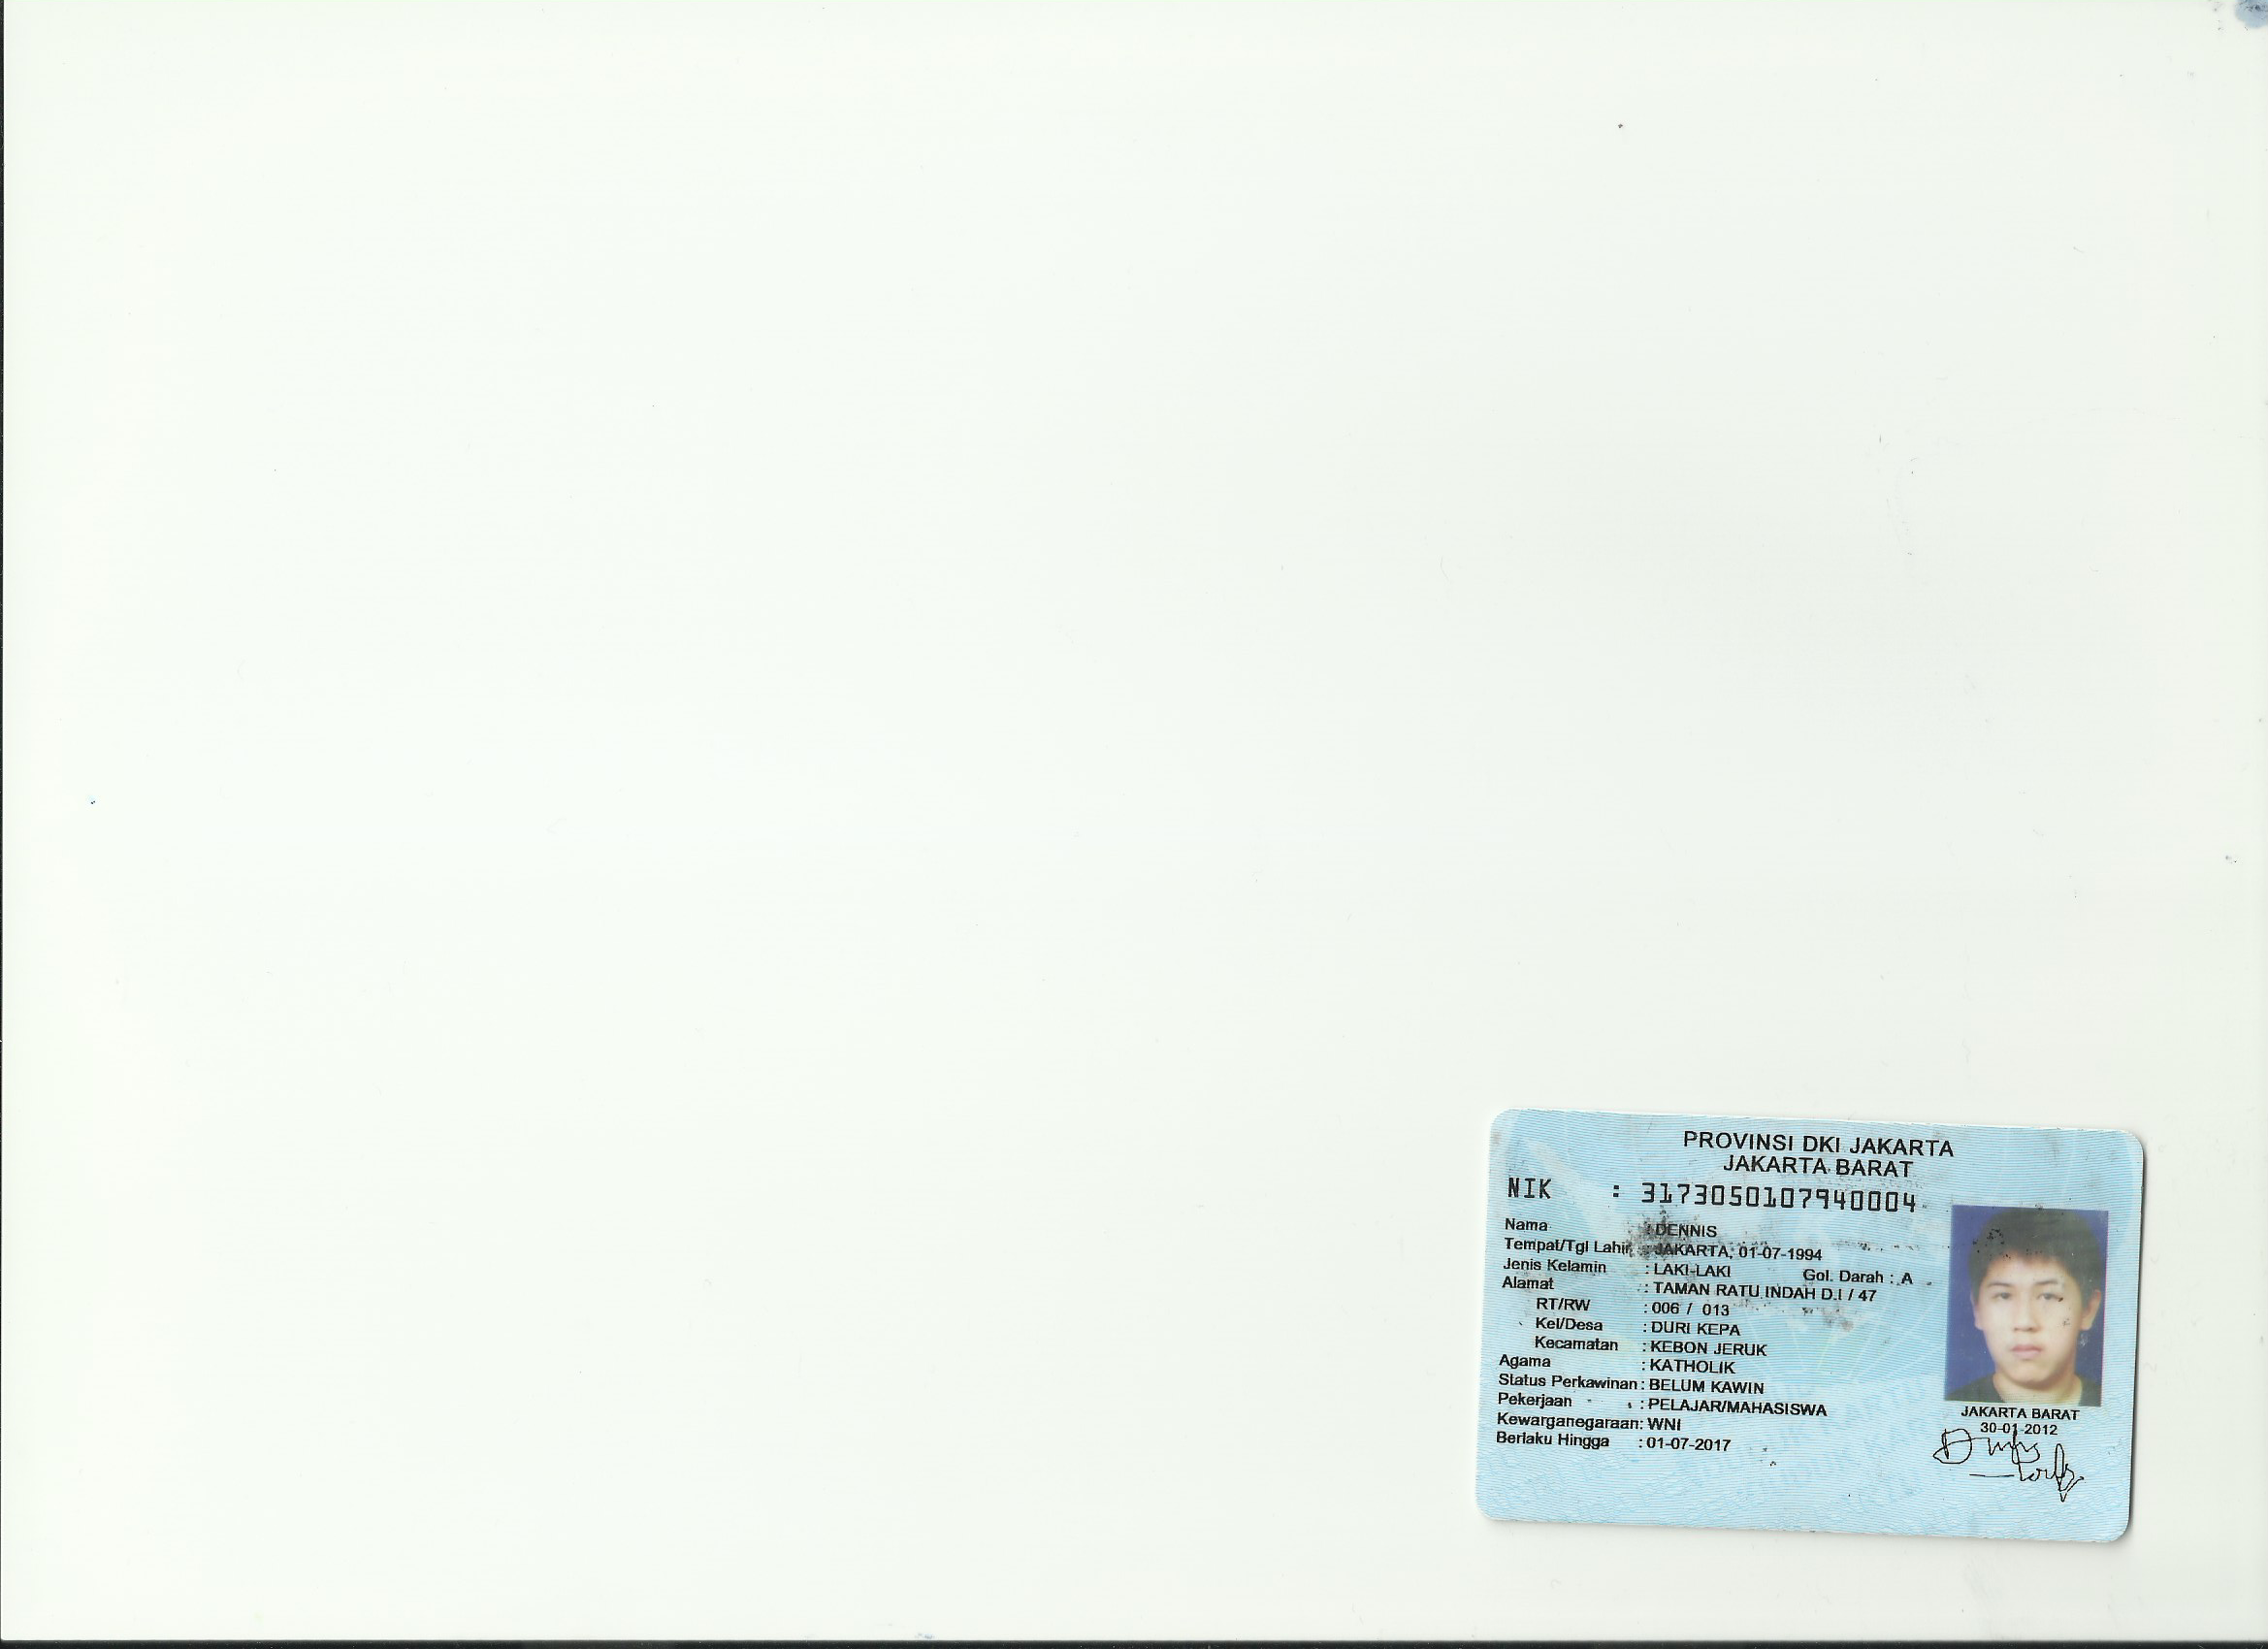 PROVINSI DKI JAKARTA
JAKARTA BARAT
NIK : 3173050107940004
Nama : DENNIS
Tempat/Tgl Lahir : JAKARTA, 01-07-1994
Jenis Kelamin : LAKI-LAKI Gol. Darah : A
Alamat : TAMAN RATU INDAH D.I / 47
RT/RW : 006 / 013
Kel/Desa : DURI KEPA
Kecamatan : KEBON JERUK
Agama : KATHOLIK
Status Perkawinan : BELUM KAWIN
Pekerjaan : PELAJAR/MAHASISWA
Kewarganegaraan: WNI
Berlaku Hingga : 01-07-2017
JAKARTA BARAT
30-01-2012